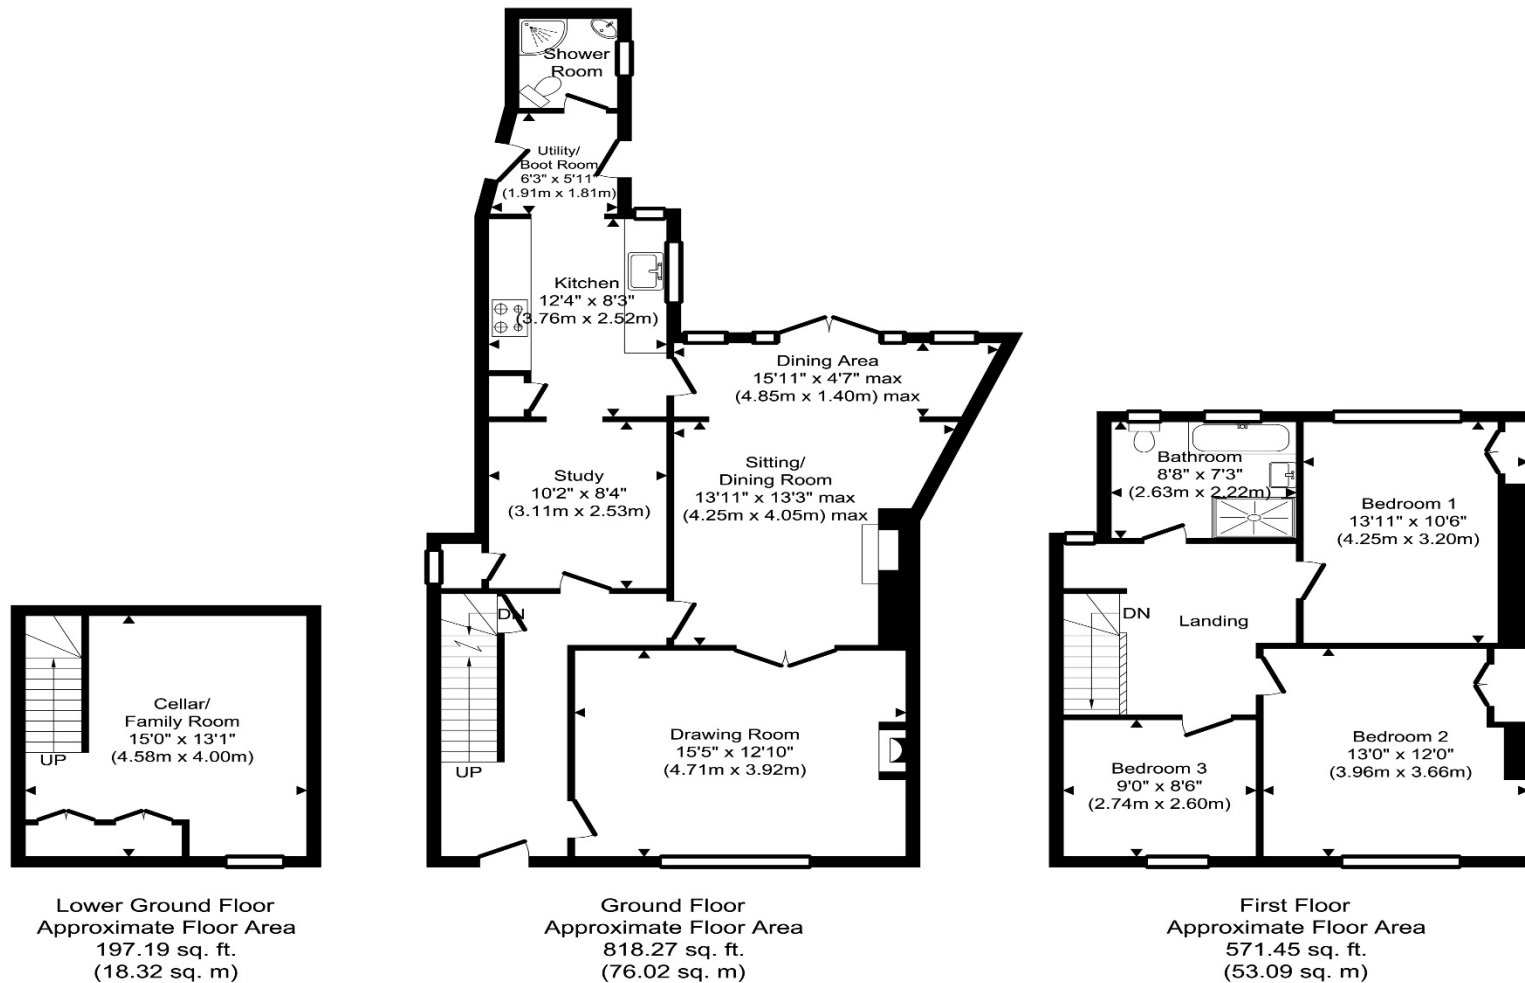 Shower
Room
Utility/
Boot Room
6'3" x 5'11"
(1.91m x 1.81m)
Kitchen
12'4" x 8'3"
(3.76m x 2.52m)
Dining Area
15'11" x 4'7" max
(4.85m x 1.40m) max
Study
10'2" x 8'4"
(3.11m x 2.53m)
Sitting/
Dining Room
13'11" x 13'3" max
(4.25m x 4.05m) max
DN
UP
Drawing Room
15'5" x 12'10"
(4.71m x 3.92m)
Cellar/
Family Room
15'0" x 13'1"
(4.58m x 4.00m)
UP
Bathroom
8'8" x 7'3"
(2.63m x 2.22m)
Bedroom 1
13'11" x 10'6"
(4.25m x 3.20m)
DN
Landing
Bedroom 2
13'0" x 12'0"
(3.96m x 3.66m)
Bedroom 3
9'0" x 8'6"
(2.74m x 2.60m)
Lower Ground Floor
Approximate Floor Area
197.19 sq. ft.
(18.32 sq. m)
Ground Floor
Approximate Floor Area
818.27 sq. ft.
(76.02 sq. m)
First Floor
Approximate Floor Area
571.45 sq. ft.
(53.09 sq. m)